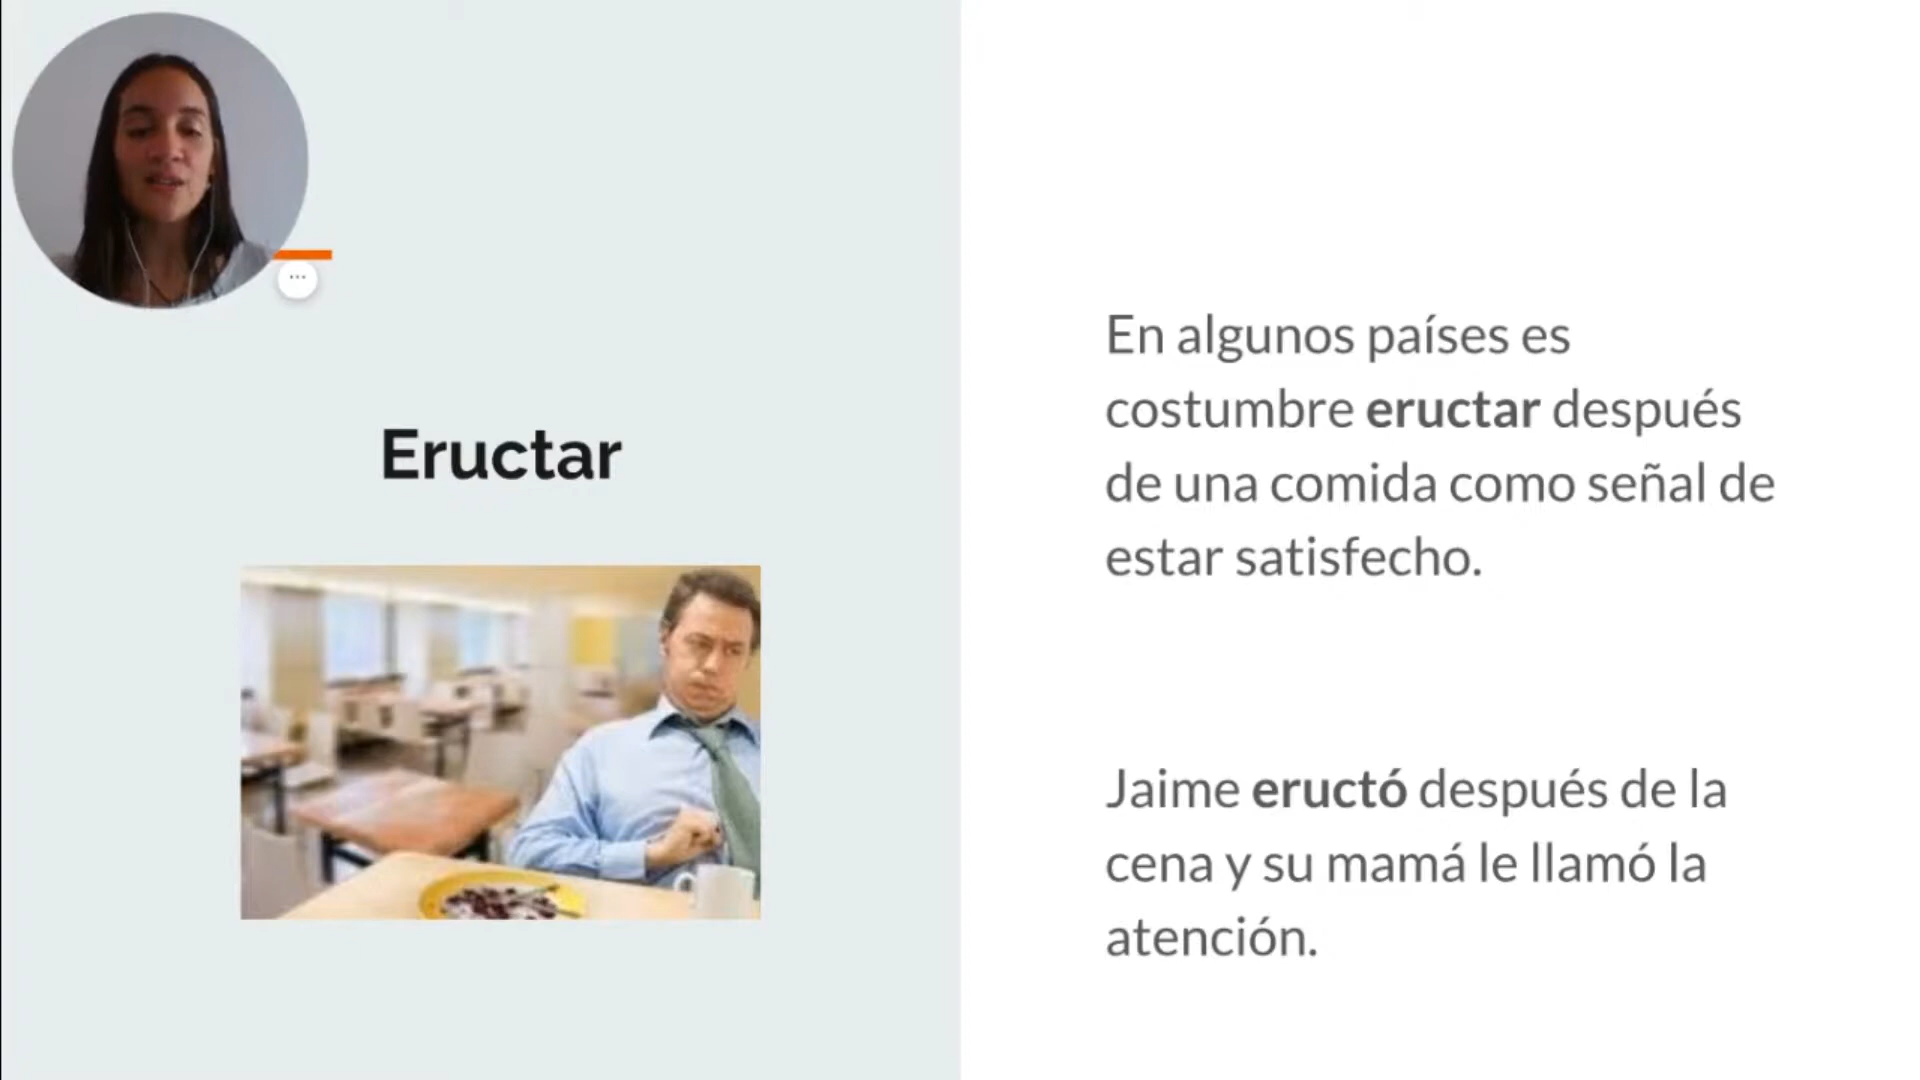 Eructar
En algunos países es
costumbre eructar después
de una comida como señal de
estar satisfecho.
Jaime eructó después de la
cena y su mamá le llamó la
atención.